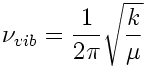 ν_vib = 1/2π √k/μ